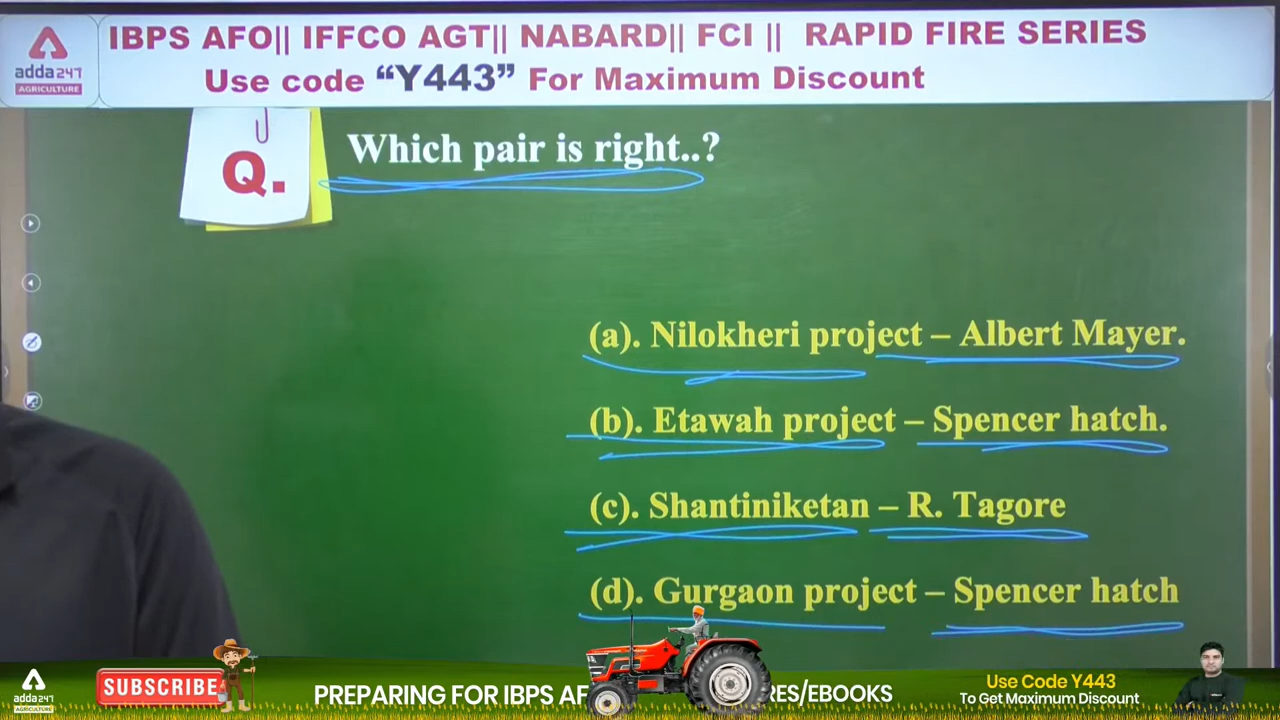 IBPS AFO|| IFFCO AGT|| NABARD|| FCI || RAPID FIRE SERIES
adda247
AGRICULTURE
Use code “Y443” For Maximum Discount
Q.
Which pair is right..?
(a). Nilokheri project – Albert Mayer.
(b). Etawah project – Spencer hatch.
(c). Shantiniketan – R. Tagore
(d). Gurgaon project – Spencer hatch
adda247
AGRICULTURE
SUBSCRIBE
PREPARING FOR IBPS AF
RES/EBOOKS
Use Code Y443
To Get Maximum Discount